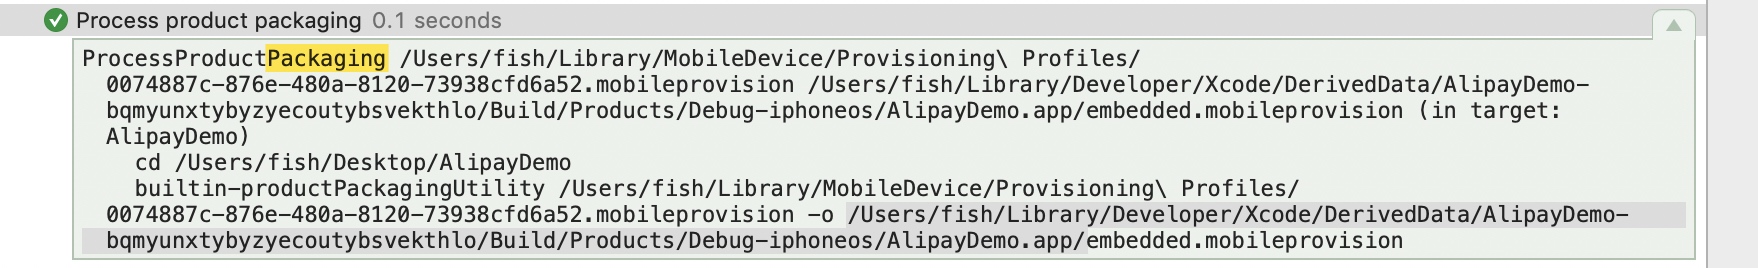 Process product packaging 0.1 seconds
ProcessProductPackaging /Users/fish/Library/MobileDevice/Provisioning\ Profiles/
0074887c-876e-480a-8120-73938cfd6a52.mobileprovision /Users/fish/Library/Developer/Xcode/DerivedData/AlipayDemo-
bqmyunxtybyzyecoutybsvekthlo/Build/Products/Debug-iphoneos/AlipayDemo.app/embedded.mobileprovision (in target:
AlipayDemo)
cd /Users/fish/Desktop/AlipayDemo
builtin-productPackagingUtility /Users/fish/Library/MobileDevice/Provisioning\ Profiles/
0074887c-876e-480a-8120-73938cfd6a52.mobileprovision -o /Users/fish/Library/Developer/Xcode/DerivedData/AlipayDemo-
bqmyunxtybyzyecoutybsvekthlo/Build/Products/Debug-iphoneos/AlipayDemo.app/embedded.mobileprovision